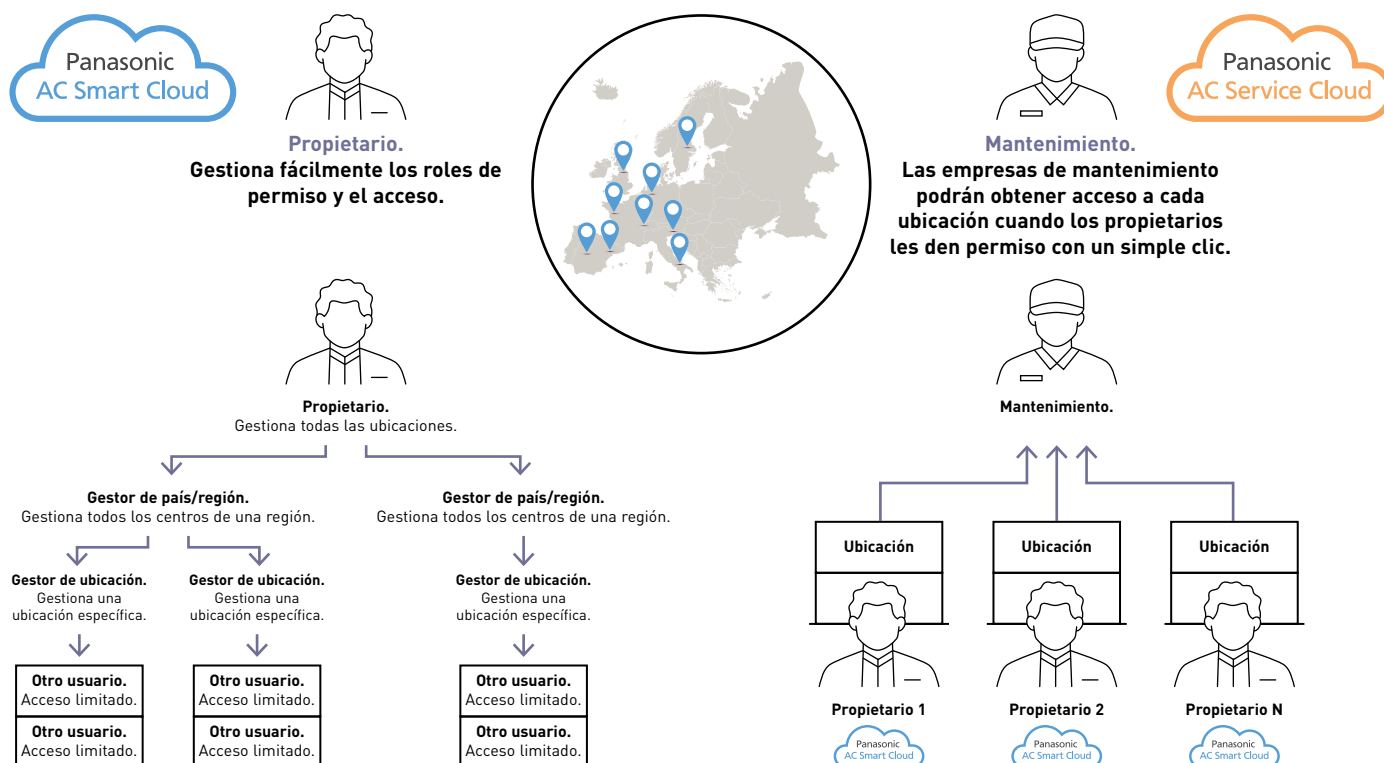 Panasonic
AC Smart Cloud
Propietario.
Gestiona fácilmente los roles de
permiso y el acceso.
Mantenimiento.
Las empresas de mantenimiento
podrán obtener acceso a cada
ubicación cuando los propietarios
les den permiso con un simple clic.
Panasonic
AC Service Cloud
Propietario.
Gestiona todas las ubicaciones.
Gestor de país/región.
Gestiona todos los centros de una región.
Gestor de país/región.
Gestiona todos los centros de una región.
Gestor de ubicación.
Gestiona una
ubicación específica.
Gestor de ubicación.
Gestiona una
ubicación específica.
Gestor de ubicación.
Gestiona una
ubicación específica.
Otro usuario.
Acceso limitado.
Otro usuario.
Acceso limitado.
Otro usuario.
Acceso limitado.
Otro usuario.
Acceso limitado.
Otro usuario.
Acceso limitado.
Otro usuario.
Acceso limitado.
Mantenimiento.
Ubicación
Ubicación
Ubicación
Propietario 1
Propietario 2
Propietario N
Panasonic
AC Smart Cloud
Panasonic
AC Smart Cloud
Panasonic
AC Smart Cloud